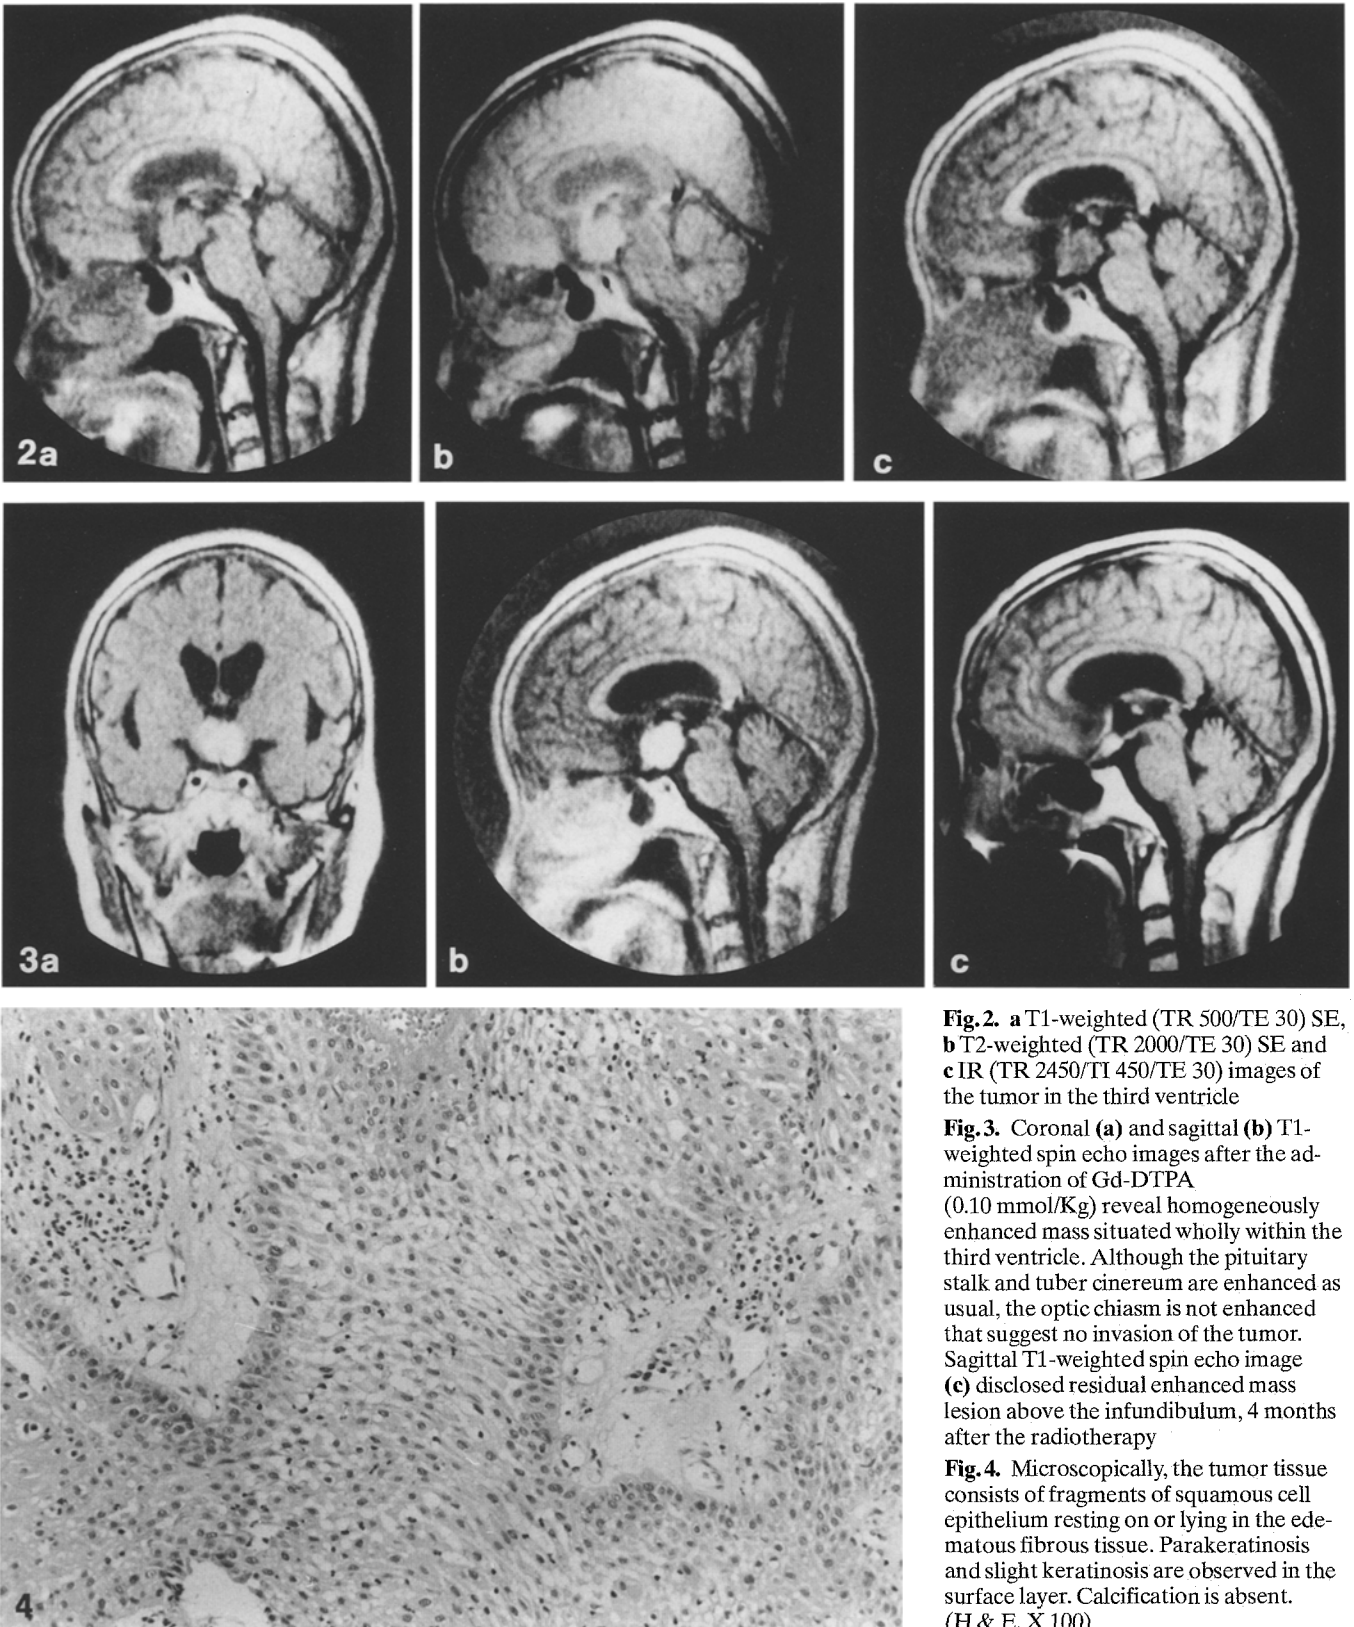 2a
b
c
3a
b
c
4
Fig.2. a T1-weighted (TR 500/TE 30) SE,
b T2-weighted (TR 2000/TE 30) SE and
c IR (TR 2450/TI 450/TE 30) images of
the tumor in the third ventricle
Fig.3. Coronal (a) and sagittal (b) T1-
weighted spin echo images after the ad-
ministration of Gd-DTPA
(0.10 mmol/Kg) reveal homogeneously
enhanced mass situated wholly within the
third ventricle. Although the pituitary
stalk and tuber cinereum are enhanced as
usual, the optic chiasm is not enhanced
that suggest no invasion of the tumor.
Sagittal T1-weighted spin echo image
(c) disclosed residual enhanced mass
lesion above the infundibulum, 4 months
after the radiotherapy
Fig.4. Microscopically, the tumor tissue
consists of fragments of squamous cell
epithelium resting on or lying in the ede-
matous fibrous tissue. Parakeratinosis
and slight keratinosis are observed in the
surface layer. Calcification is absent.
(H & E, X 100)